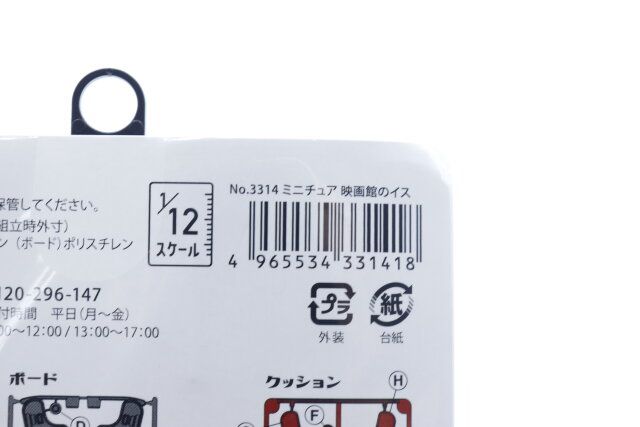 保管してください。
組立時外寸)
ン (ボード)ポリスチレン
120-296-147
付時間 平日(月〜金)
00〜12:00/13:00〜17:00
1/12
スケール
No.3314 ミニチュア 映画館のイス
4 965534 331418
プラ
外装
紙
台紙
ボード
クッション
H
F
D